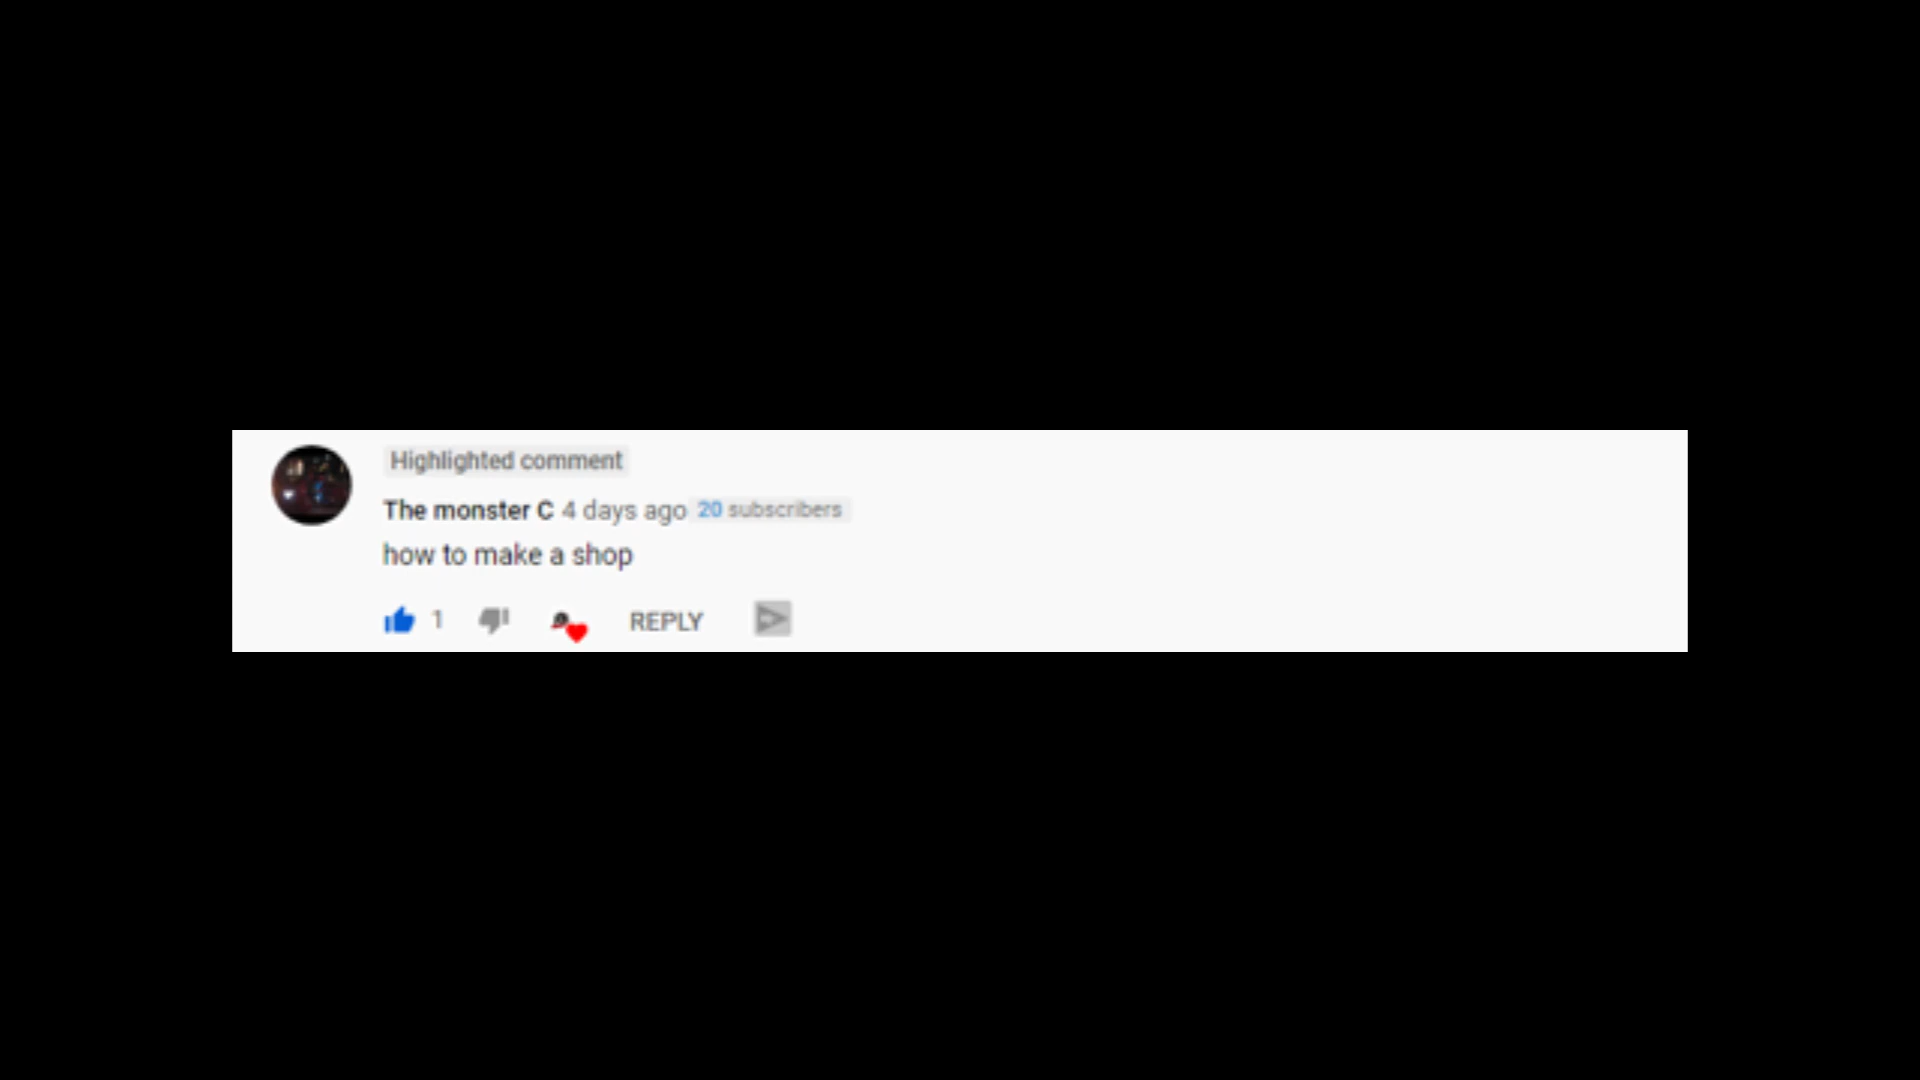 Highlighted comment
The monster C 4 days ago 20 subscribers
how to make a shop
1 REPLY